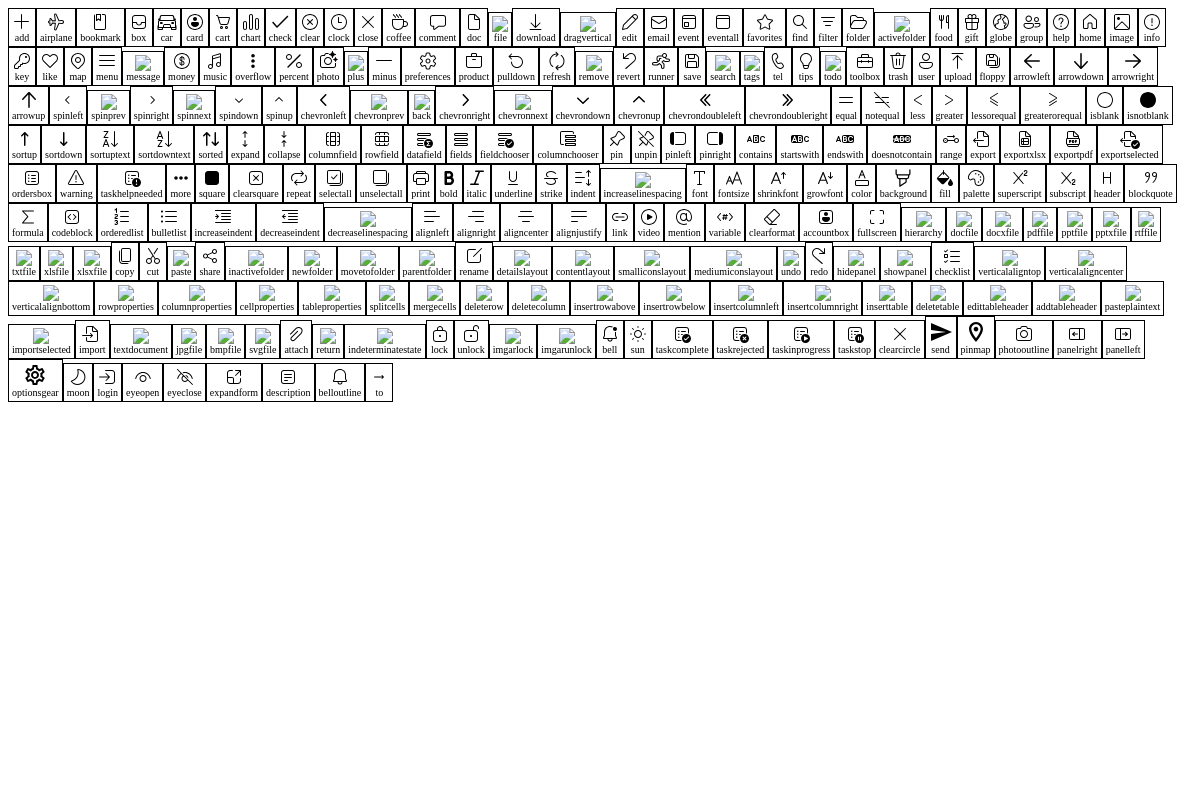 add airplane bookmark box car card cart chart check clear clock close coffee comment doc file download dragvertical edit email event eventall favorites find filter folder activefolder food gift globe group help home image info
key like map menu message money music overflow percent photo plus minus preferences product pulldown refresh remove revert runner save search tags tel tips todo toolbox trash user upload floppy arrowleft arrowdown arrowright
arrowup spinleft spinprev spinright spinnext spindown spinup chevronleft chevronprev back chevronright chevronnext chevrondown chevronup chevrondoubleleft chevrondoubleright equal notequal less greater lessorequal greaterorequal isblank isnotblank
sortup sortdown sortuptext sortdowntext sorted expand collapse columnfield rowfield datafield fields fieldchooser columnchooser pin unpin pinleft pinright contains startswith endswith doesnotcontain range export exportxlsx exportpdf exportselected
ordersbox warning taskhelpneeded more square clearsquare repeat selectall unselectall print bold italic underline strike indent increaselinespacing font fontsize shrinkfont growfont color background fill palette superscript subscript header blockquote
formula codeblock orderedlist bulletlist increaseindent decreaseindent decreaselinespacing alignleft alignright aligncenter alignjustify link video mention variable clearformat accountbox fullscreen hierarchy docfile docxfile pdffile pptfile pptxfile rtffile
txtfile xlsfile xlsxfile copy cut paste share inactivefolder newfolder movetofolder parentfolder rename detailslayout contentlayout smalliconslayout mediumiconslayout undo redo hidepanel showpanel checklist verticalaligntop verticalaligncenter
verticalalignbottom rowproperties columnproperties cellproperties tableproperties splitcells mergecells deleterow deletecolumn insertrowabove insertrowbelow insertcolumnleft insertcolumnright inserttable deletetable edittableheader addtableheader pasteplaintext
importselected import textdocument jpgfile bmpfile svgfile attach return indeterminatestate lock unlock imgarlock imgarunlock bell sun taskcomplete taskrejected taskinprogress taskstop clearcircle send pinmap photooutline panelright panelleft
optionsgear moon login eyeopen eyeclose expandform description belloutline to